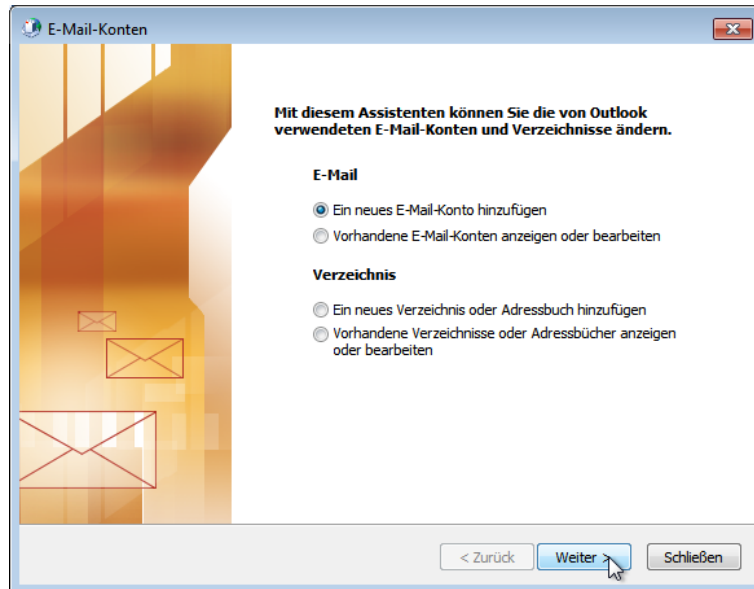 E-Mail-Konten
Mit diesem Assistenten können Sie die von Outlook
verwendeten E-Mail-Konten und Verzeichnisse ändern.
E-Mail
Ein neues E-Mail-Konto hinzufügen
Vorhandene E-Mail-Konten anzeigen oder bearbeiten
Verzeichnis
Ein neues Verzeichnis oder Adressbuch hinzufügen
Vorhandene Verzeichnisse oder Adressbücher anzeigen
oder bearbeiten
< Zurück Weiter > Schließen